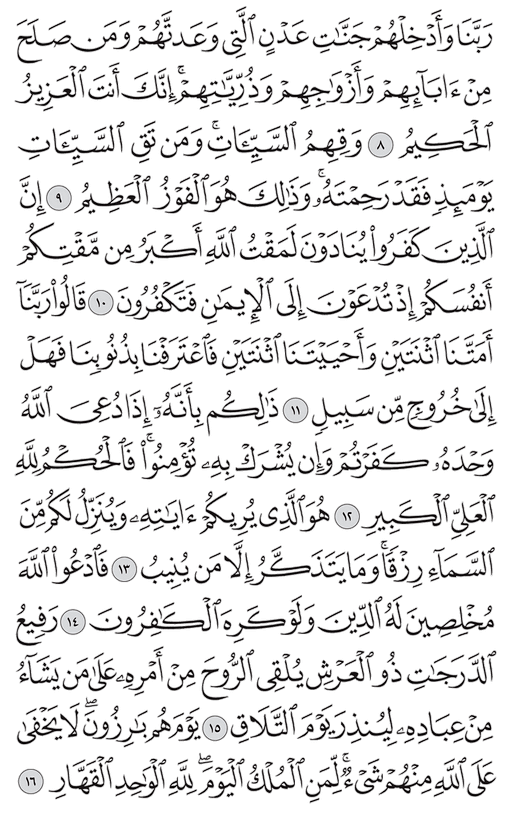 رَبَّنَا وَأَدۡخِلۡهُمۡ جَنَّٰتِ عَدۡنٍ ٱلَّتِي وَعَدتَّهُمۡ وَمَن صَلَحَ
مِنۡ ءَابَآئِهِمۡ وَأَزۡوَٰجِهِمۡ وَذُرِّيَّٰتِهِمۡۚ إِنَّكَ أَنتَ ٱلۡعَزِيزُ
ٱلۡحَكِيمُ ٨ وَقِهِمُ ٱلسَّيِّـَٔاتِۚ وَمَن تَقِ ٱلسَّيِّـَٔاتِ
يَوۡمَئِذٖ فَقَدۡ رَحِمۡتَهُۥۚ وَذَٰلِكَ هُوَ ٱلۡفَوۡزُ ٱلۡعَظِيمُ ٩ إِنَّ
ٱلَّذِينَ كَفَرُواْ يُنَادَوۡنَ لَمَقۡتُ ٱللَّهِ أَكۡبَرُ مِن مَّقۡتِكُمۡ
أَنفُسَكُمۡ إِذۡ تُدۡعَوۡنَ إِلَى ٱلۡإِيمَٰنِ فَتَكۡفُرُونَ ١٠ قَالُواْ رَبَّنَآ
أَمَتَّنَا ٱثۡنَتَيۡنِ وَأَحۡيَيۡتَنَا ٱثۡنَتَيۡنِ فَٱعۡتَرَفۡنَا بِذُنُوبِنَا فَهَلۡ
إِلَىٰ خُرُوجٖ مِّن سَبِيلٖ ١١ ذَٰلِكُم بِأَنَّهُۥٓ إِذَا دُعِيَ ٱللَّهُ
وَحۡدَهُۥ كَفَرۡتُمۡ وَإِن يُشۡرَكۡ بِهِۦ تُؤۡمِنُواْۚ فَٱلۡحُكۡمُ لِلَّهِ
ٱلۡعَلِيِّ ٱلۡكَبِيرِ ١٢ هُوَ ٱلَّذِي يُرِيكُمۡ ءَايَٰتِهِۦ وَيُنَزِّلُ لَكُم مِّنَ
ٱلسَّمَآءِ رِزۡقٗاۚ وَمَا يَتَذَكَّرُ إِلَّا مَن يُنِيبُ ١٣ فَٱدۡعُواْ ٱللَّهَ
مُخۡلِصِينَ لَهُ ٱلدِّينَ وَلَوۡ كَرِهَ ٱلۡكَٰفِرُونَ ١٤ رَفِيعُ
ٱلدَّرَجَٰتِ ذُو ٱلۡعَرۡشِ يُلۡقِي ٱلرُّوحَ مِنۡ أَمۡرِهِۦ عَلَىٰ مَن يَشَآءُ
مِنۡ عِبَادِهِۦ لِيُنذِرَ يَوۡمَ ٱلتَّلَاقِ ١٥ يَوۡمَ هُم بَٰرِزُونَۖ لَا يَخۡفَىٰ
عَلَى ٱللَّهِ مِنۡهُمۡ شَيۡءٞۚ لِّمَنِ ٱلۡمُلۡكُ ٱلۡيَوۡمَۖ لِلَّهِ ٱلۡوَٰحِدِ ٱلۡقَهَّارِ ١٦